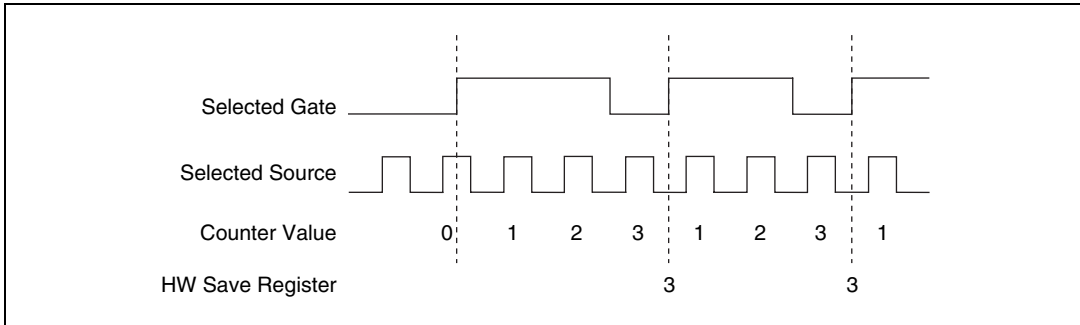 Selected Gate
Selected Source
Counter Value 0 1 2 3 1 2 3 1
HW Save Register 3 3